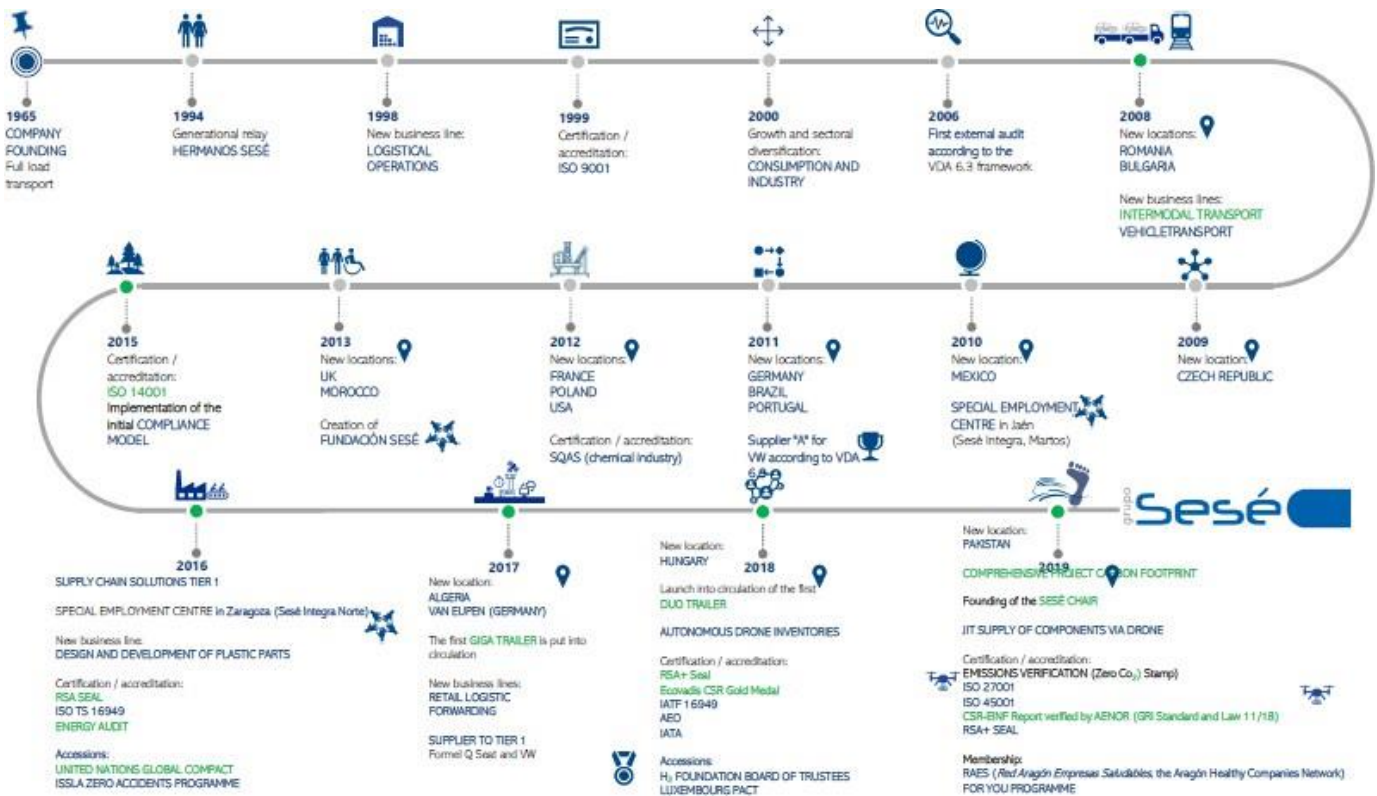 1965
COMPANY
FOUNDING
Full load
transport
1994
Generational relay
HERMANOS SESÉ
1998
New business line:
LOGISTICAL
OPERATIONS
1999
Certification /
accreditation:
ISO 9001
2000
Growth and sectoral
diversification:
CONSUMPTION AND
INDUSTRY
2006
First external audit
according to the
VDA 6.3 framework
2008
New locations:
ROMANIA
BULGARIA
New business lines:
INTERMODAL TRANSPORT
VEHICLETRANSPORT
2015
Certification /
accreditation:
ISO 14001
Implementation of the
initial COMPLIANCE
MODEL
2013
New locations:
UK
MOROCCO
Creation of
FUNDACIÓN SESÉ
2012
New locations:
FRANCE
POLAND
USA
Certification / accreditation:
SQAS (chemical industry)
2011
New locations:
GERMANY
BRAZIL
PORTUGAL
Supplier "A" for
VW according to VDA
2010
New location:
MEXICO
SPECIAL EMPLOYMENT
CENTRE in Jaén
(Sesé Integra, Martos)
2009
New location:
CZECH REPUBLIC
grupo
Sesé
2016
SUPPLY CHAIN SOLUTIONS TIER 1
SPECIAL EMPLOYMENT CENTRE in Zaragoza (Sesé Integra Norte)
New business line:
DESIGN AND DEVELOPMENT OF PLASTIC PARTS
Certification / accreditation:
RSA SEAL
ISO TS 16949
ENERGY AUDIT
Accessions:
UNITED NATIONS GLOBAL COMPACT
ISSLA ZERO ACCIDENTS PROGRAMME
2017
New location:
ALGERIA
VAN EUPEN (GERMANY)
The first GIGA TRAILER is put into
circulation
New business lines:
RETAIL LOGISTIC
FORWARDING
SUPPLIER TO TIER 1
Formel Q Seat and VW
New location:
HUNGARY
2018
Launch into circulation of the first
DUO TRAILER
AUTONOMOUS DRONE INVENTORIES
Certification / accreditation:
RSA+ Seal
Ecovadis CSR Gold Medal
IATF 16949
AEO
IATA
Accessions:
H₂ FOUNDATION BOARD OF TRUSTEES
LUXEMBOURG PACT
New location:
PAKISTAN
2019
COMPREHENSIVE PROJECT CARBON FOOTPRINT
Founding of the SESÉ CHAIR
JIT SUPPLY OF COMPONENTS VIA DRONE
Certification / accreditation:
EMISSIONS VERIFICATION (Zero Co₂) Stamp)
ISO 27001
ISO 45001
CSR-EINF Report verified by AENOR (GRI Standard and Law 11/18)
RSA+ SEAL
Membership:
RAES (Red Aragón Empresas Saludables, the Aragón Healthy Companies Network)
FOR YOU PROGRAMME